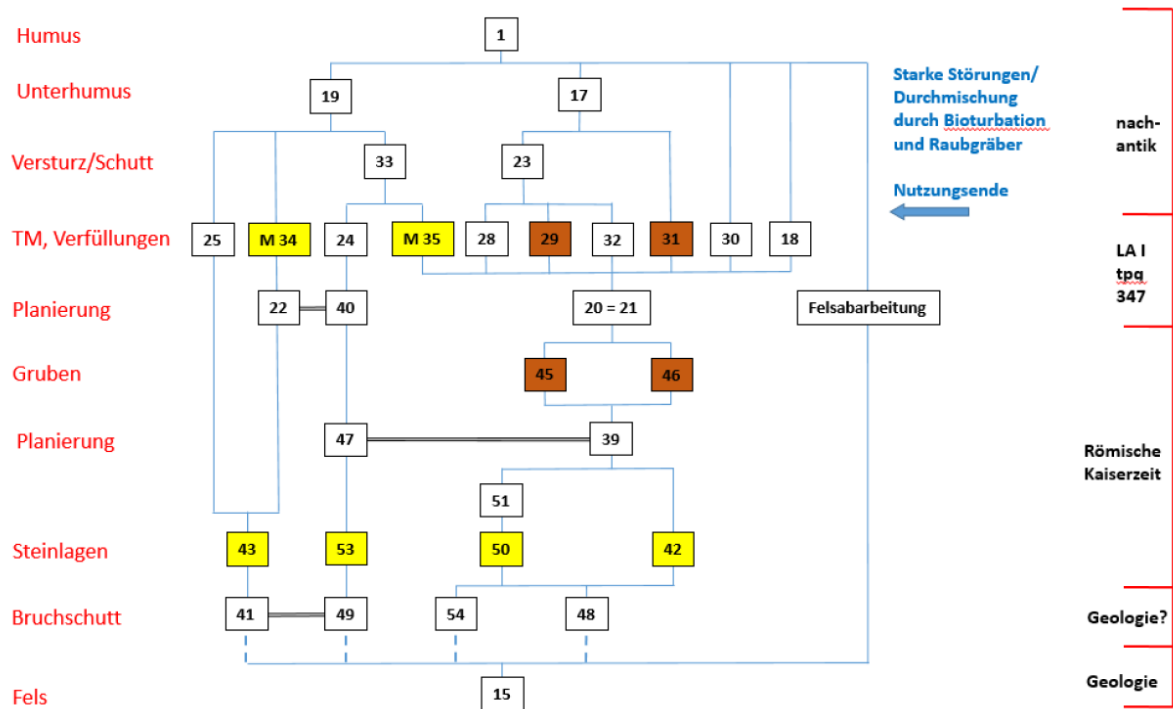 Humus
1
Unterhumus
19
17
Starke Störungen/
Durchmischung
durch Bioturbation
und Raubgräber
nach-
antik
Versturz/Schutt
33
23
Nutzungsende
TM, Verfüllungen
25
M 34
24
M 35
28
29
32
31
30
18
LA I
tpq
347
Planierung
22
40
20 = 21
Felsabarbeitung
Gruben
45
46
Planierung
47
39
Römische
Kaiserzeit
51
Steinlagen
43
53
50
42
Bruchschutt
41
49
54
48
Geologie?
Fels
15
Geologie